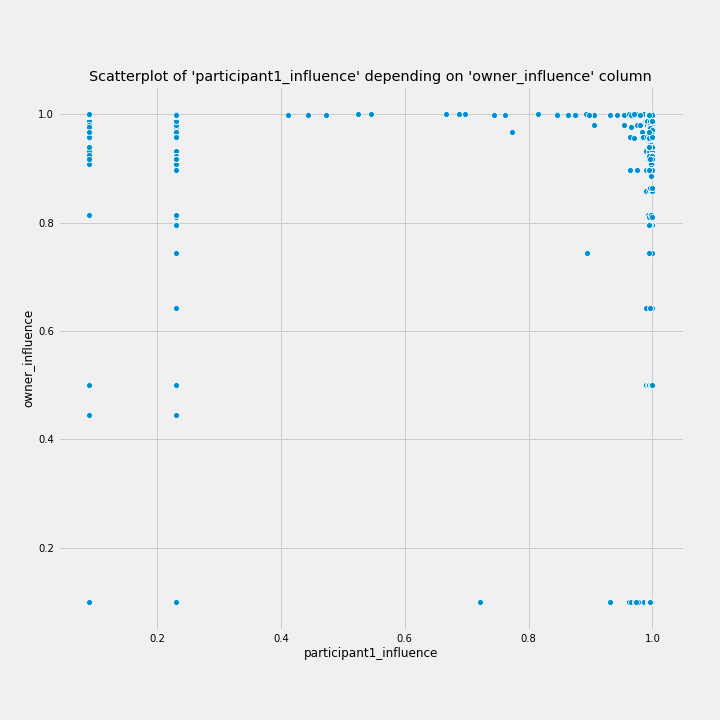 Scatterplot of 'participant1_influence' depending on 'owner_influence' column
1.0
0.8
0.6
0.4
0.2
owner_influence
0.2 0.4 0.6 0.8 1.0
participant1_influence